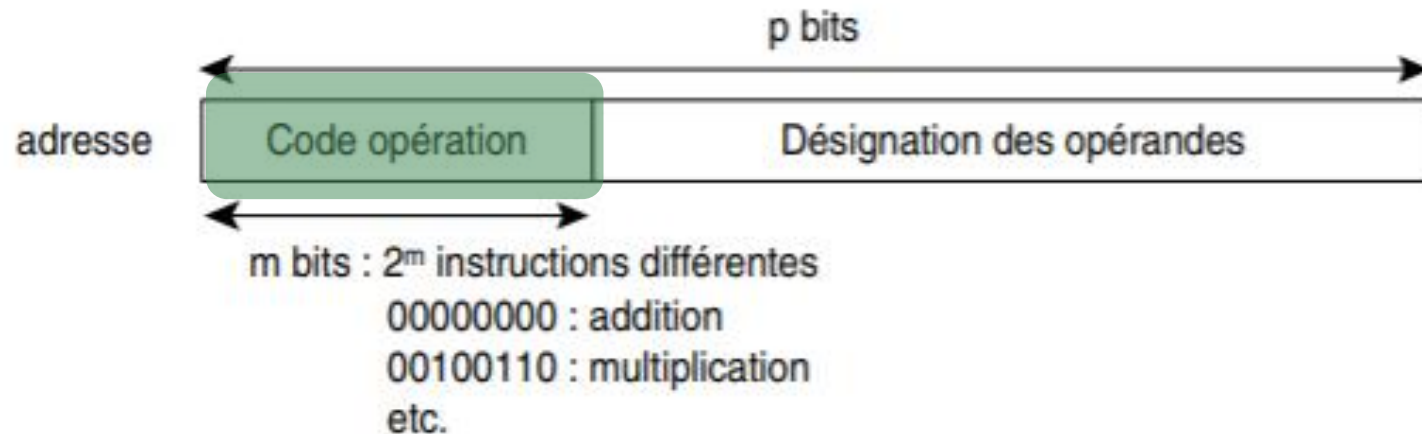 p bits
adresse Code opération Désignation des opérandes
m bits : 2ᵐ instructions différentes
00000000 : addition
00100110 : multiplication
etc.